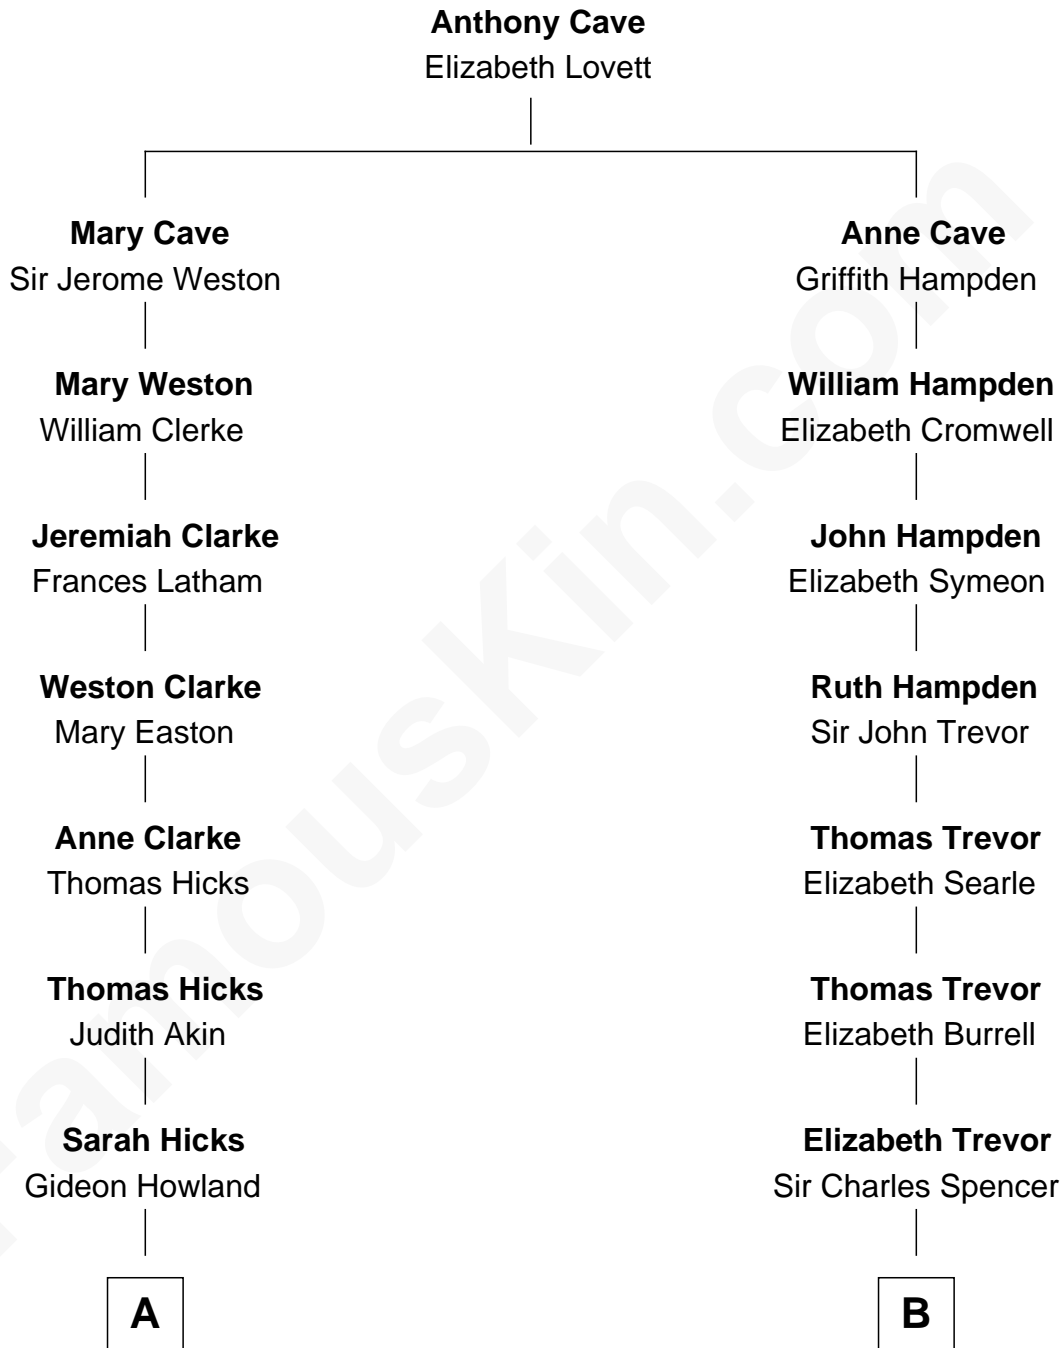 Anthony Cave
Elizabeth Lovett
Mary Cave
Sir Jerome Weston
Anne Cave
Griffith Hampden
Mary Weston
William Clerke
William Hampden
Elizabeth Cromwell
Jeremiah Clarke
Frances Latham
John Hampden
Elizabeth Symeon
Weston Clarke
Mary Easton
Ruth Hampden
Sir John Trevor
Anne Clarke
Thomas Hicks
Thomas Trevor
Elizabeth Searle
Thomas Hicks
Judith Akin
Thomas Trevor
Elizabeth Burrell
Sarah Hicks
Gideon Howland
Elizabeth Trevor
Sir Charles Spencer
A
B
FamousKin.com